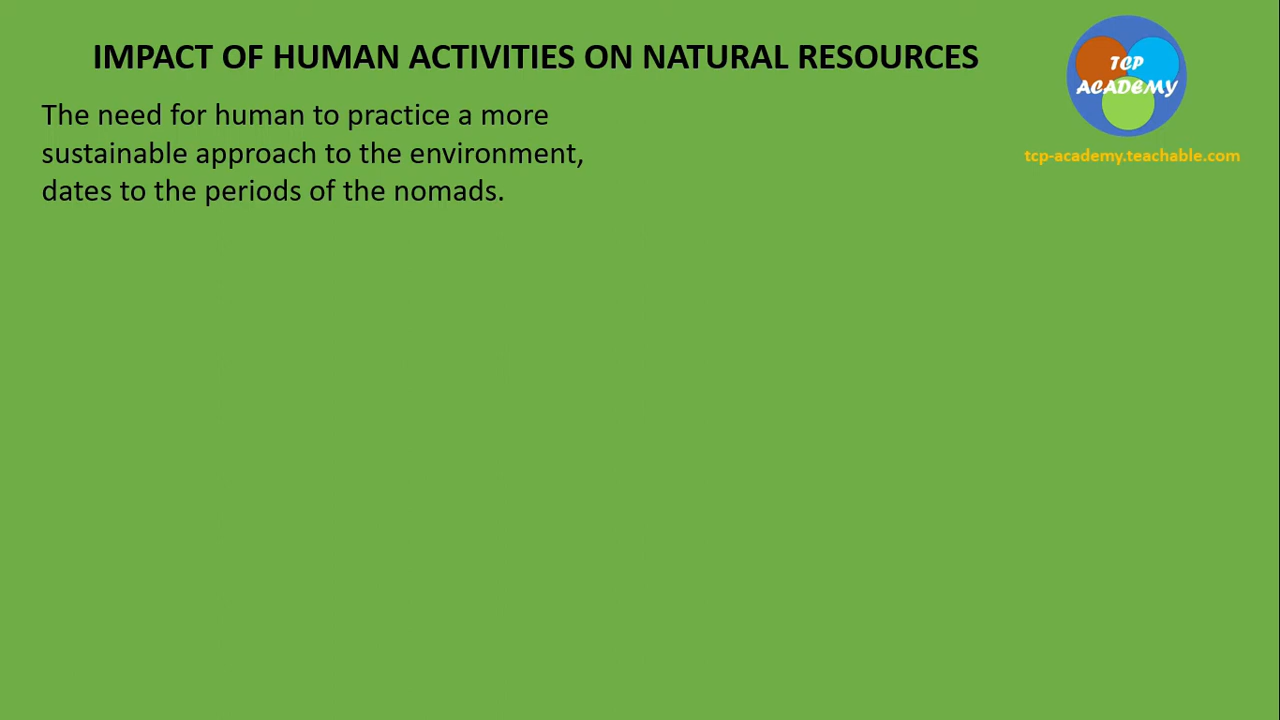 IMPACT OF HUMAN ACTIVITIES ON NATURAL RESOURCES
TCP
ACADEMY
tcp-academy.teachable.com
The need for human to practice a more
sustainable approach to the environment,
dates to the periods of the nomads.